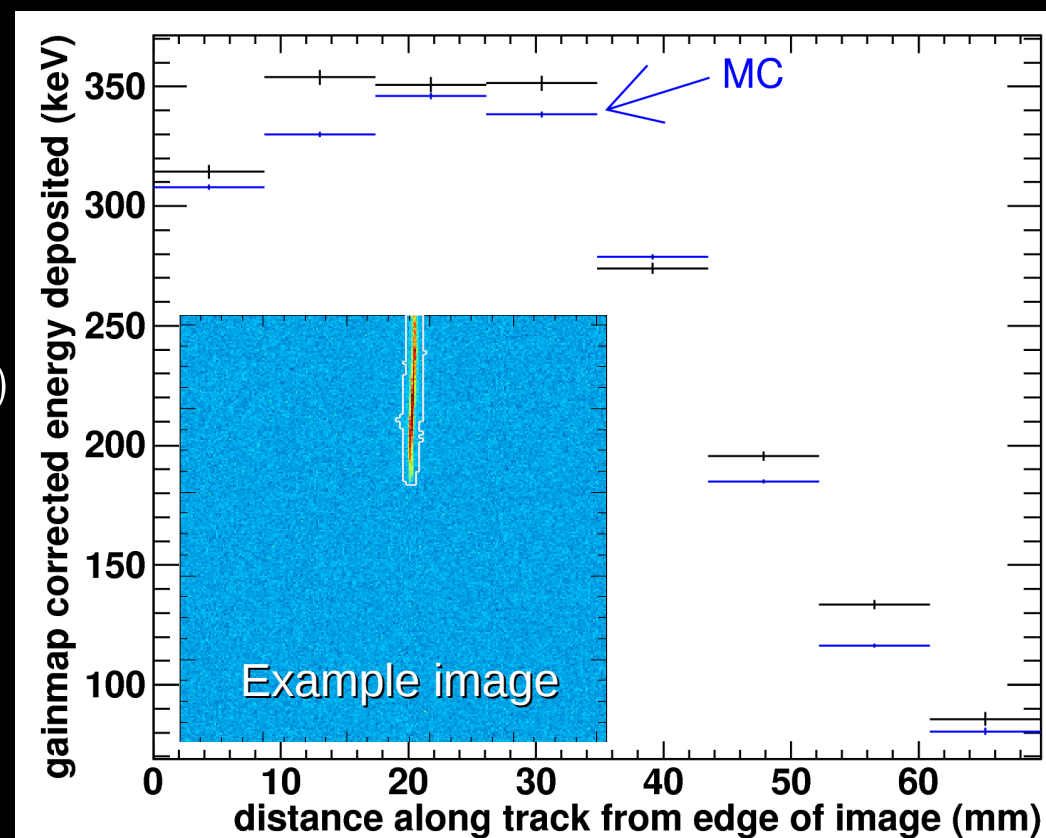 gainmap corrected energy deposited (keV)
350
300
250
200
150
100
MC
Example image
)
0 10 20 30 40 50 60
distance along track from edge of image (mm)